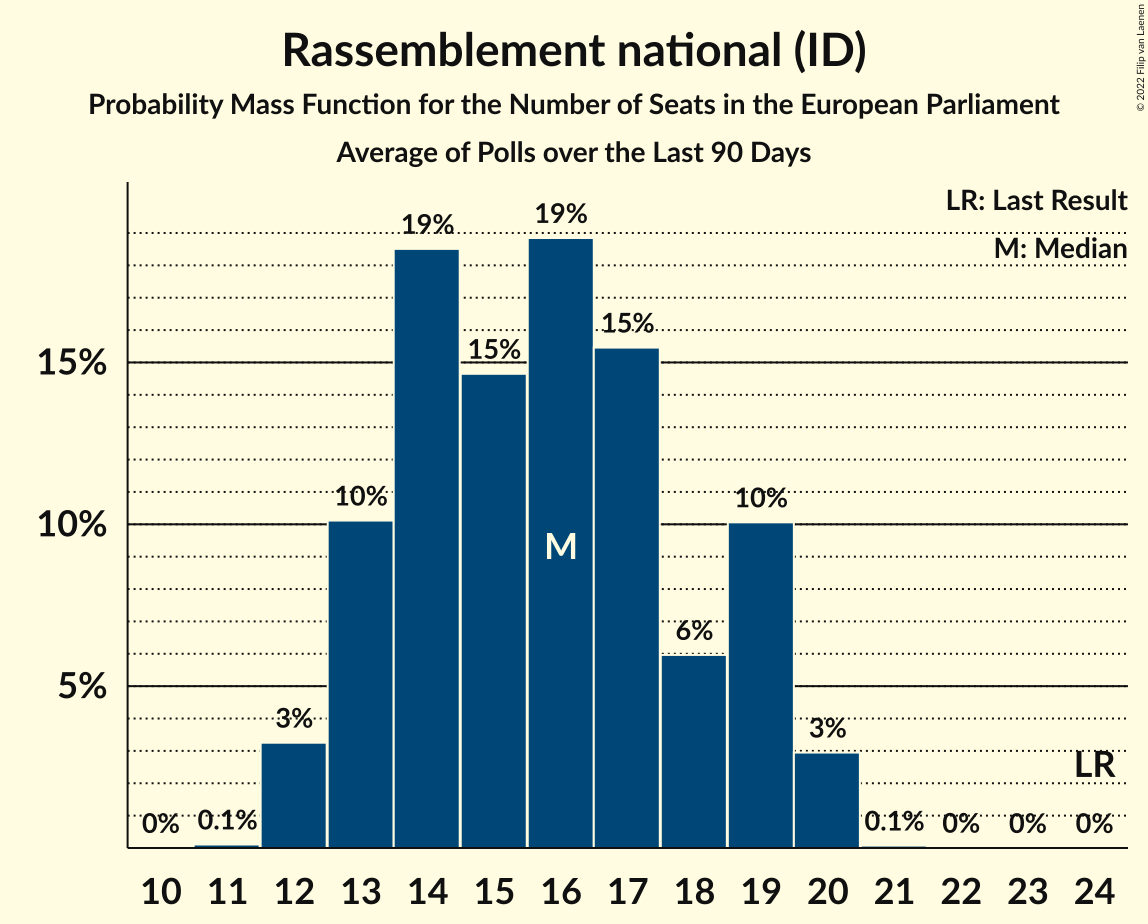 Rassemblement national (ID)
Probability Mass Function for the Number of Seats in the European Parliament
Average of Polls over the Last 90 Days
© 2022 Filip van Laenen
LR: Last Result
M: Median
19%
19%
15%
15%
15%
10%
10%
10%
M
6%
5%
3%
3%
LR
0%
0.1%
0.1%
0%
0%
0%
10 11 12 13 14 15 16 17 18 19 20 21 22 23 24